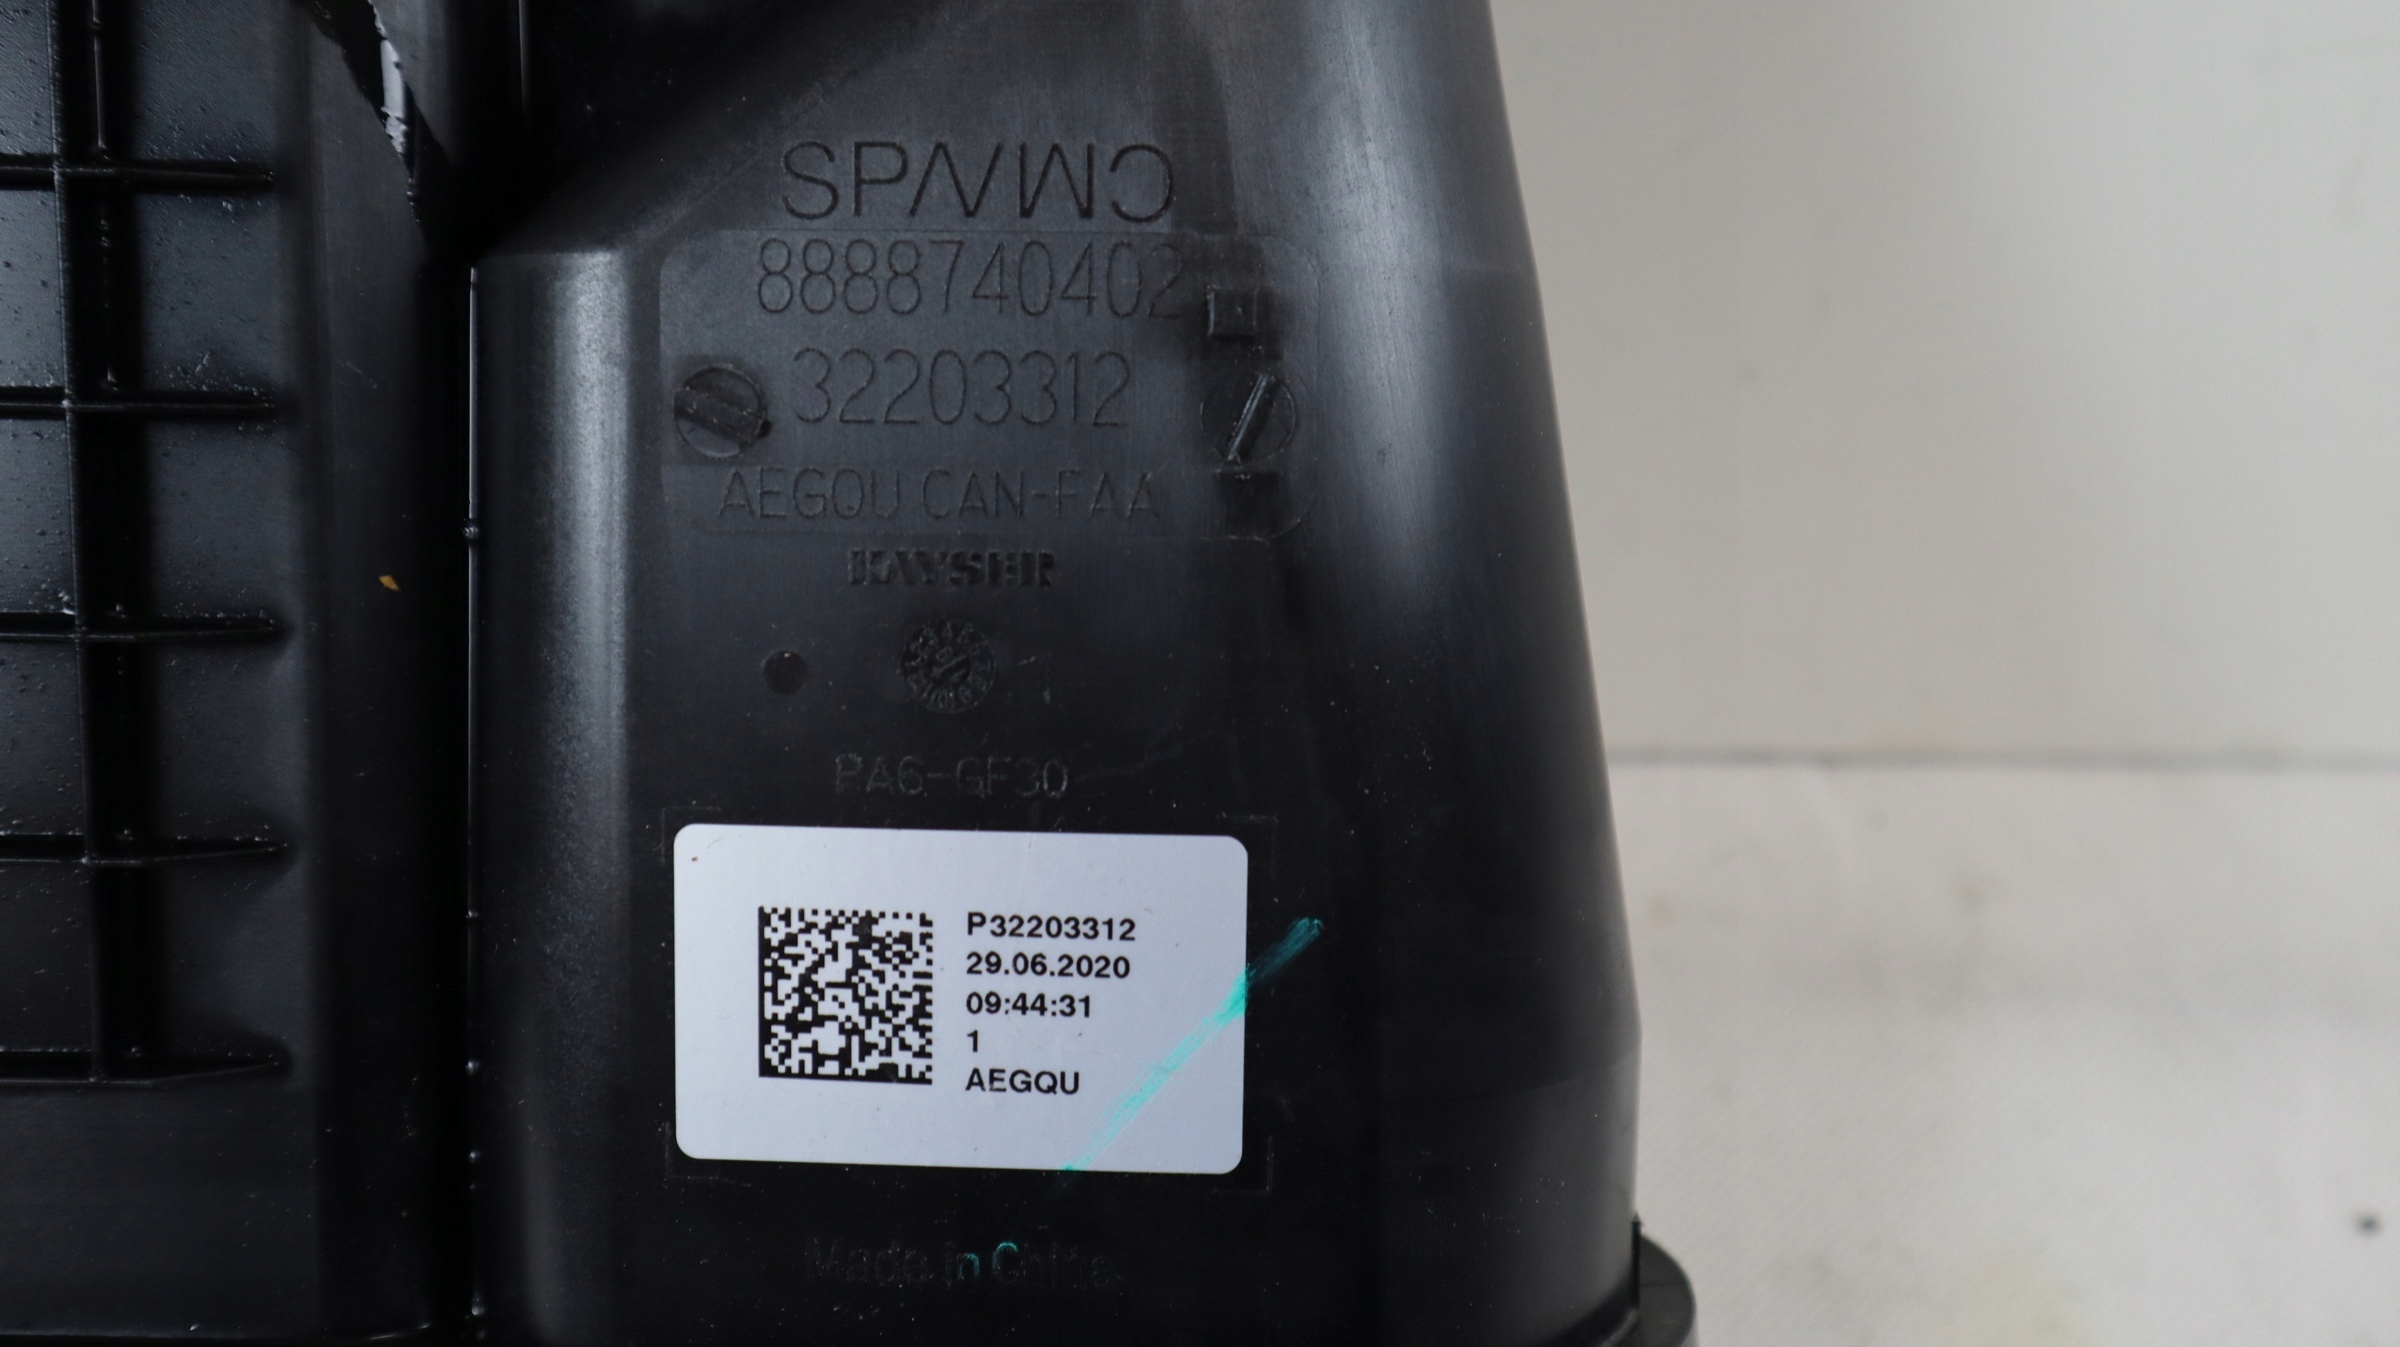 8888740402
32203312
AEGQU CAN-FAA
KAYSER
PA6-GF30
P32203312
29.06.2020
09:44:31
1
AEGQU
Made in China